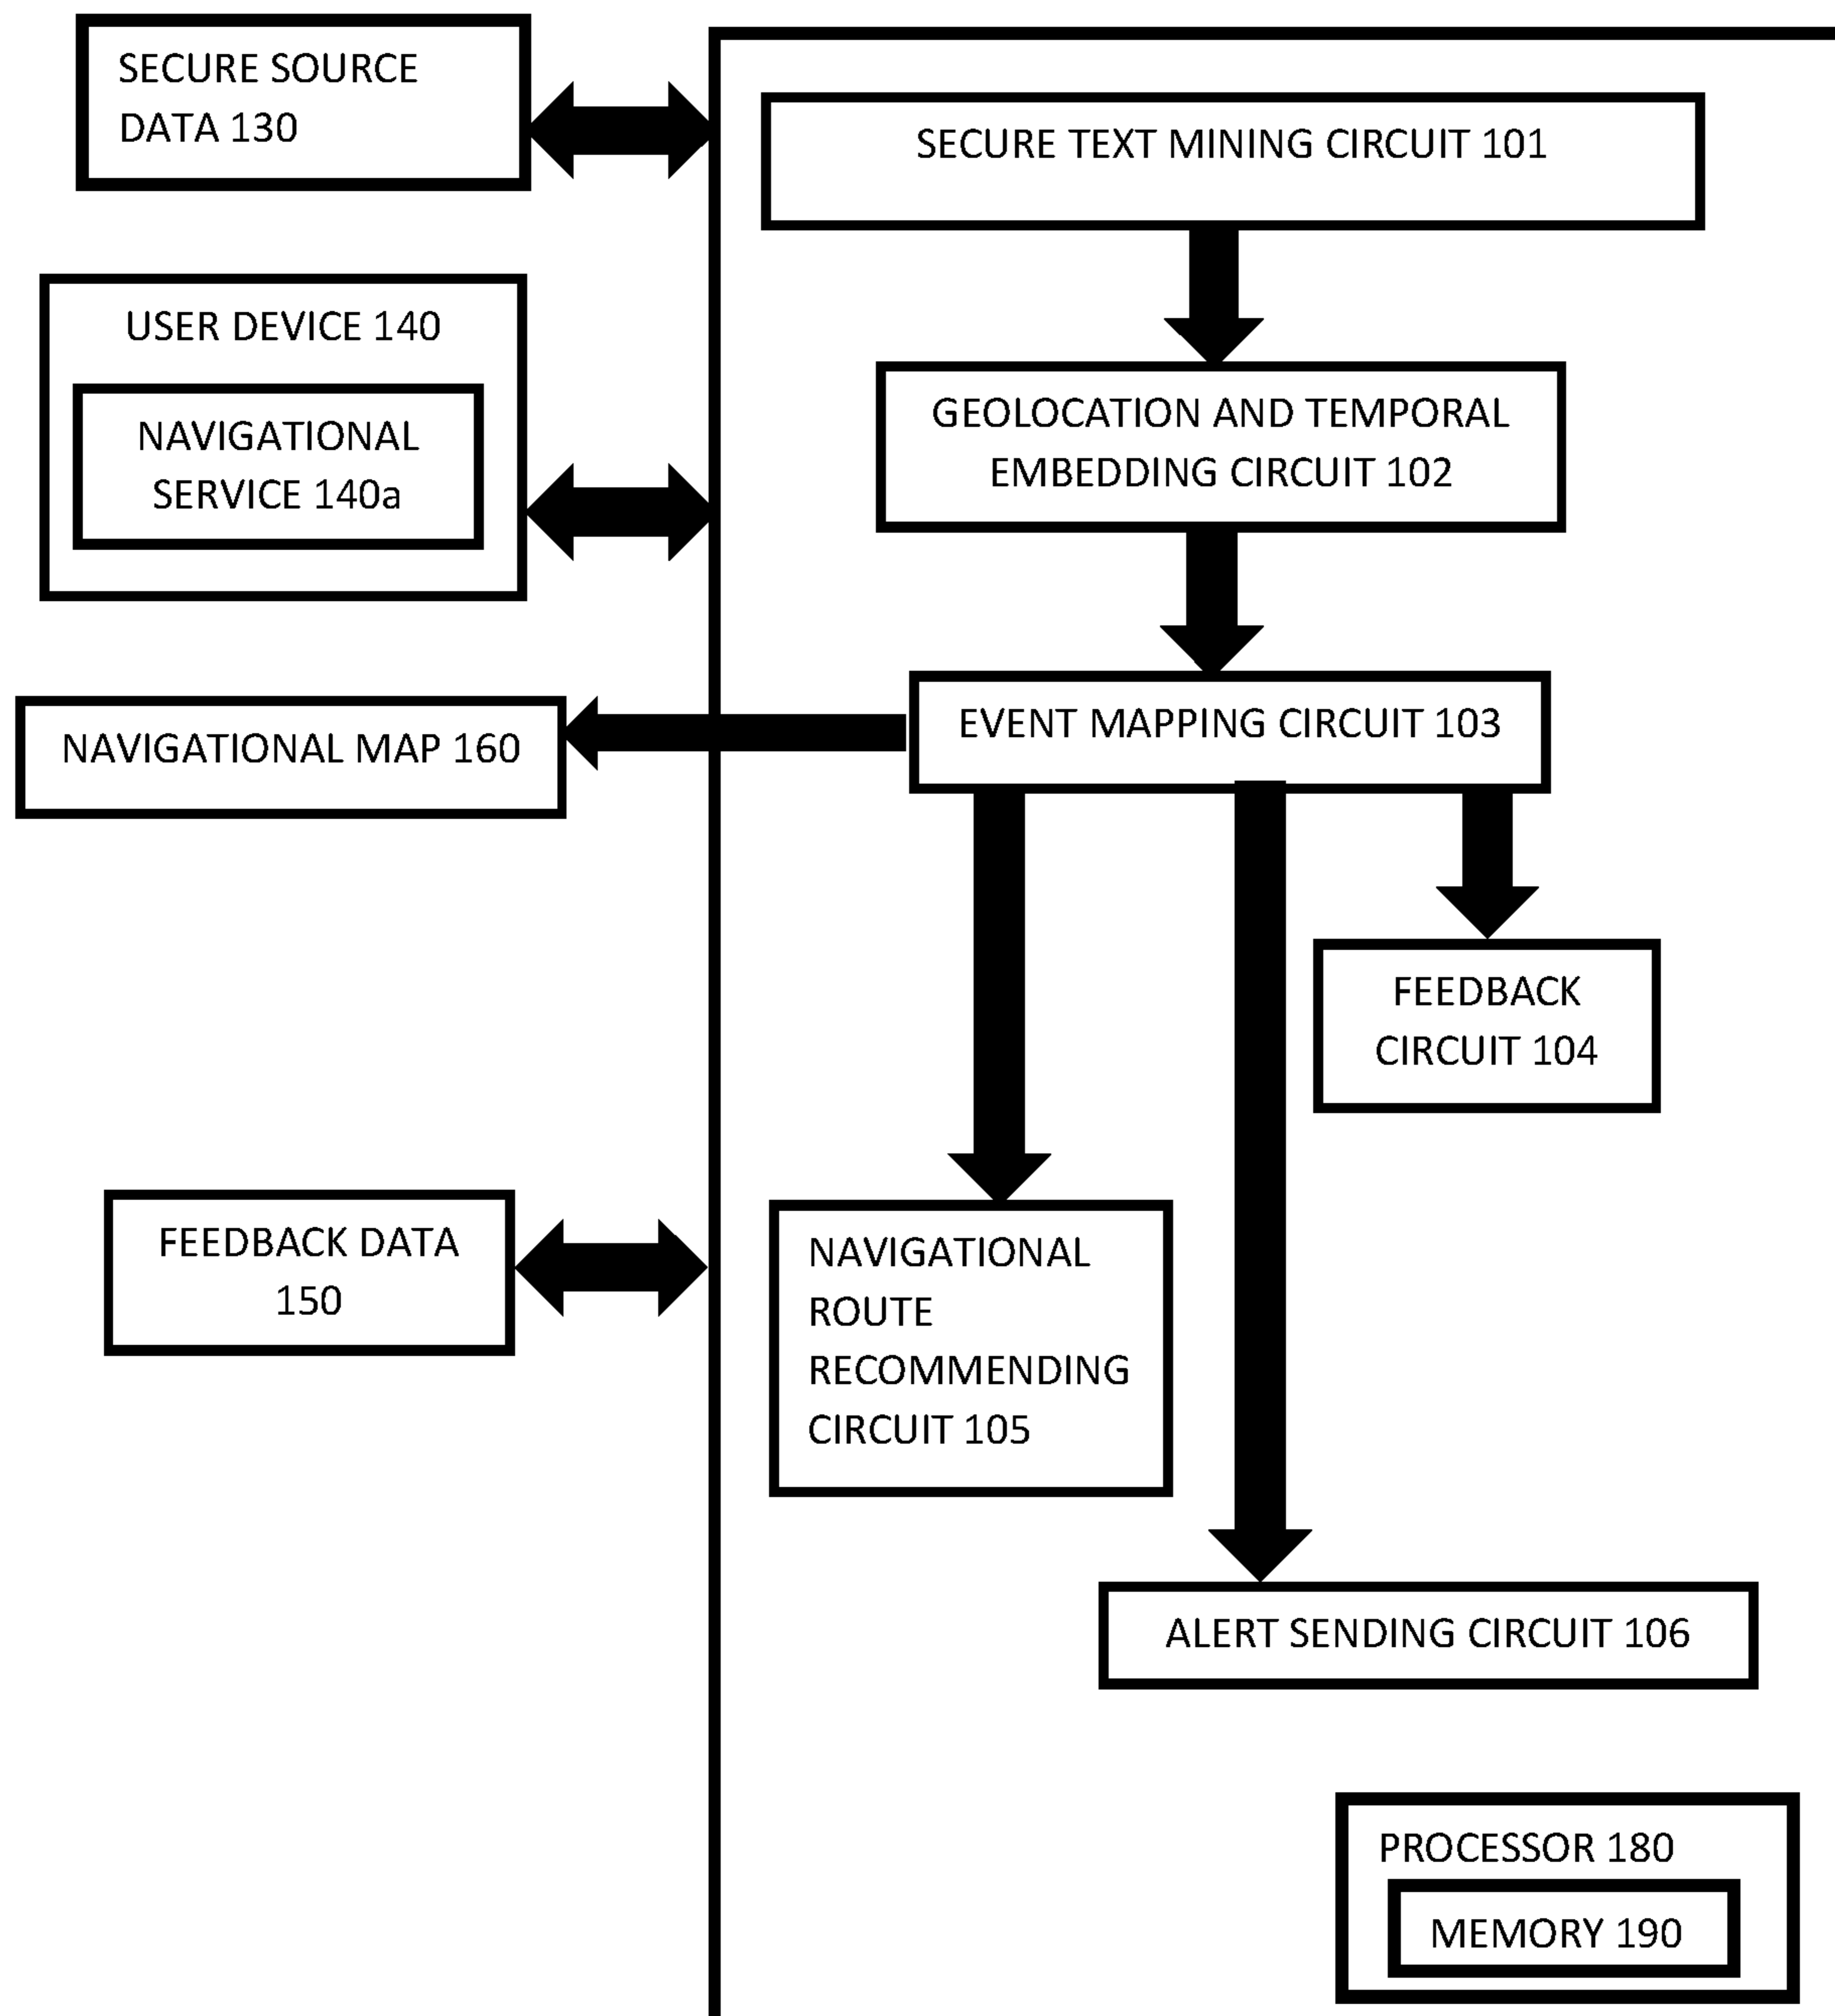 SECURE SOURCE
DATA 130
USER DEVICE 140
NAVIGATIONAL
SERVICE 140a
NAVIGATIONAL MAP 160
FEEDBACK DATA
150
SECURE TEXT MINING CIRCUIT 101
GEOLOCATION AND TEMPORAL
EMBEDDING CIRCUIT 102
EVENT MAPPING CIRCUIT 103
FEEDBACK
CIRCUIT 104
NAVIGATIONAL
ROUTE
RECOMMENDING
CIRCUIT 105
ALERT SENDING CIRCUIT 106
PROCESSOR 180
MEMORY 190